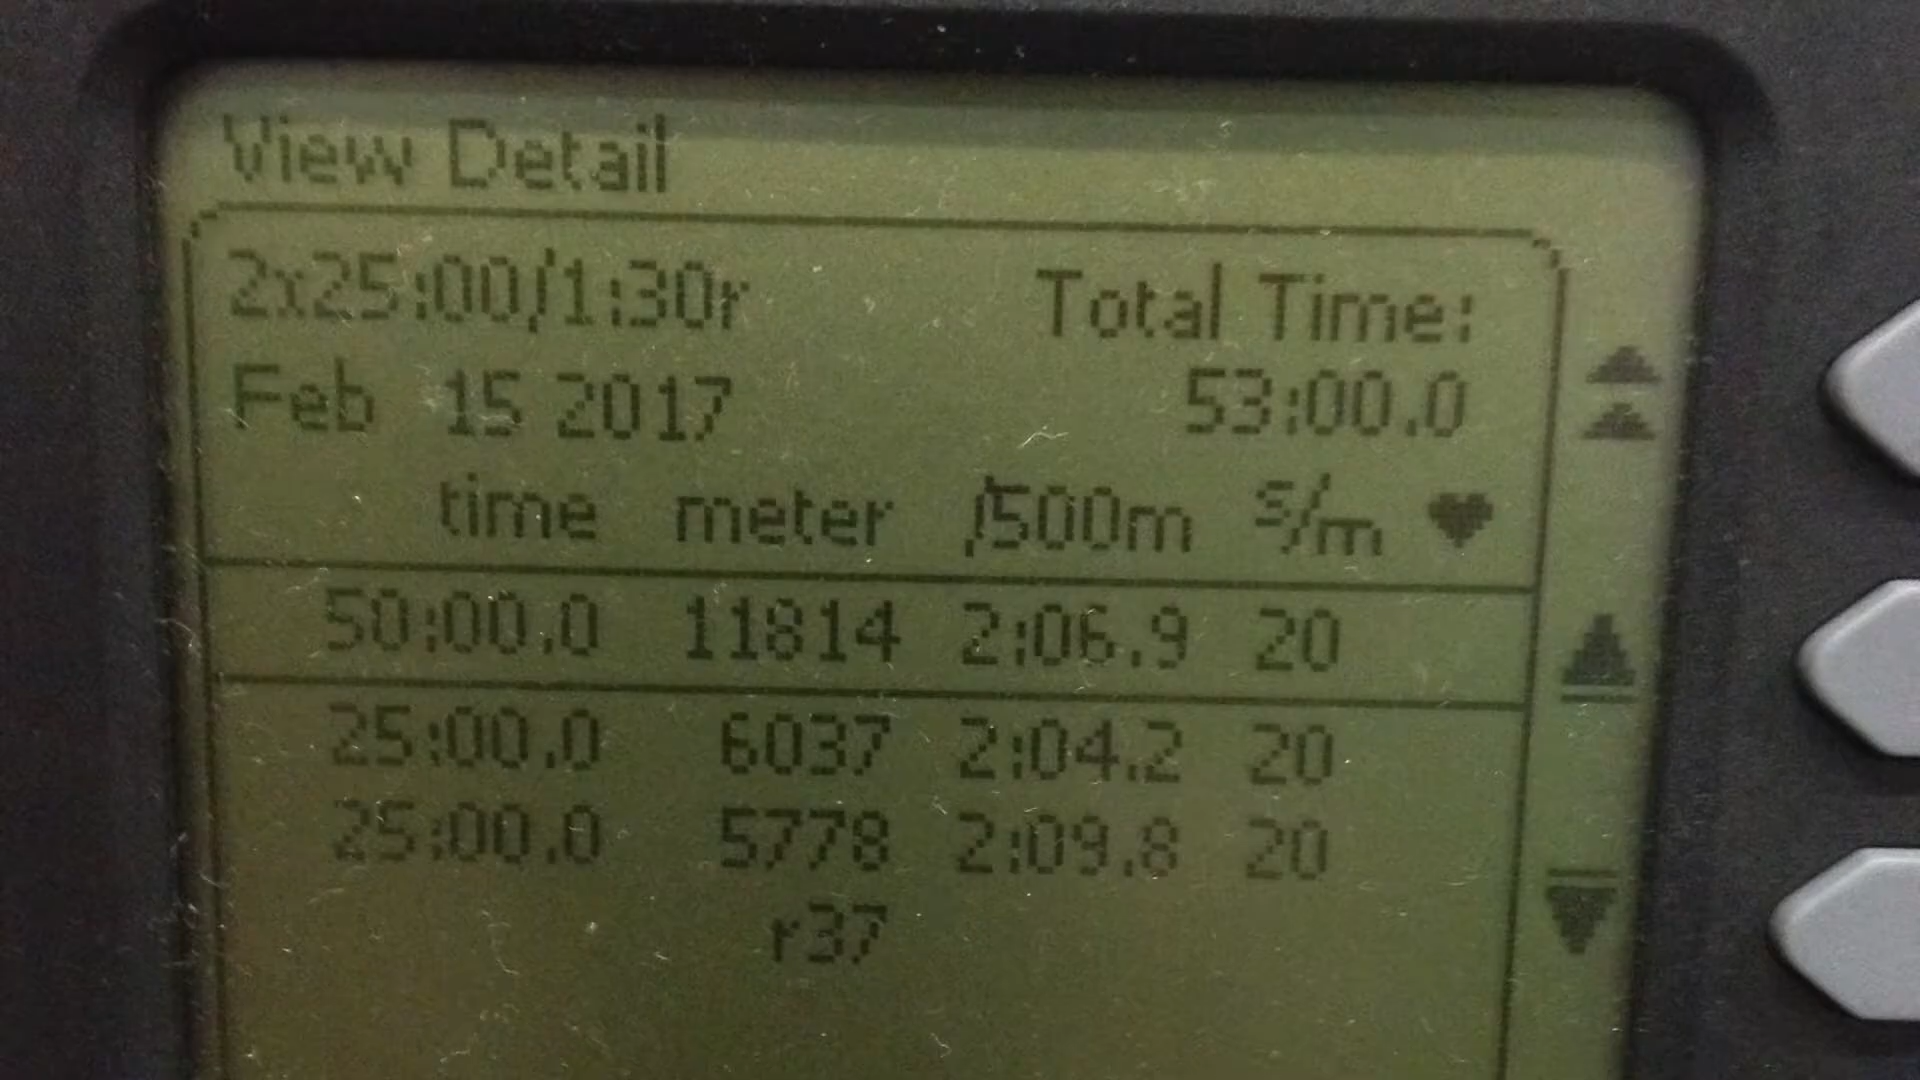 View Detail
2x25:00/1:30r Total Time:
Feb 15 2017 53:00.0
time meter /500m s/m ♥
50:00.0 11814 2:06.9 20
25:00.0 6037 2:04.2 20
25:00.0 5778 2:09.8 20
r37